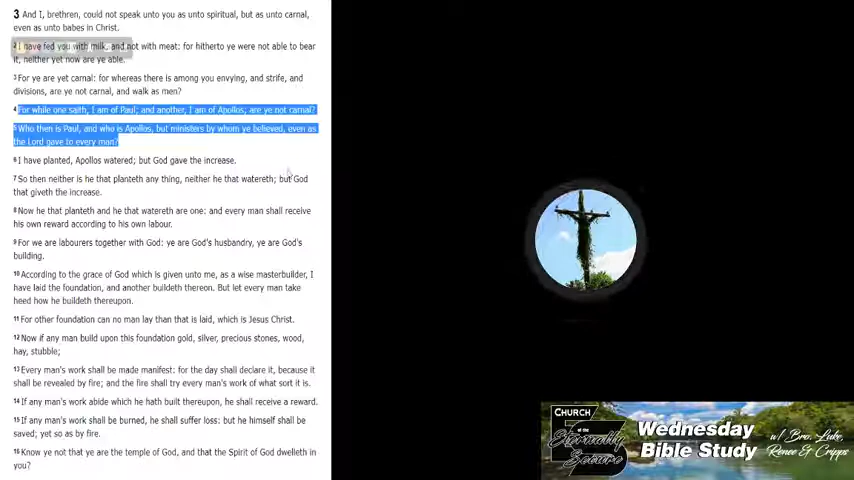 3 And I, brethren, could not speak unto you as unto spiritual, but as unto carnal,
even as unto babes in Christ.
2 I have fed you with milk, and not with meat: for hitherto ye were not able to bear
it, neither yet now are ye able.
3 For ye are yet carnal: for whereas there is among you envying, and strife, and
divisions, are ye not carnal, and walk as men?
4 For while one saith, I am of Paul; and another, I am of Apollos; are ye not carnal?
5 Who then is Paul, and who is Apollos, but ministers by whom ye believed, even as
the Lord gave to every man?
6 I have planted, Apollos watered; but God gave the increase.
7 So then neither is he that planteth any thing, neither he that watereth; but God
that giveth the increase.
8 Now he that planteth and he that watereth are one: and every man shall receive
his own reward according to his own labour.
9 For we are labourers together with God: ye are God's husbandry, ye are God's
building.
10 According to the grace of God which is given unto me, as a wise masterbuilder, I
have laid the foundation, and another buildeth thereon. But let every man take
heed how he buildeth thereupon.
11 For other foundation can no man lay than that is laid, which is Jesus Christ.
12 Now if any man build upon this foundation gold, silver, precious stones, wood,
hay, stubble;
13 Every man's work shall be made manifest: for the day shall declare it, because it
shall be revealed by fire; and the fire shall try every man's work of what sort it is.
14 If any man's work abide which he hath built thereupon, he shall receive a reward.
15 If any man's work shall be burned, he shall suffer loss: but he himself shall be
saved; yet so as by fire.
16 Know ye not that ye are the temple of God, and that the Spirit of God dwelleth in
you?
CHURCH
of the
Eternally
Secure
Wednesday
Bible Study
w/ Bro. Luke,
Renee & Cripps